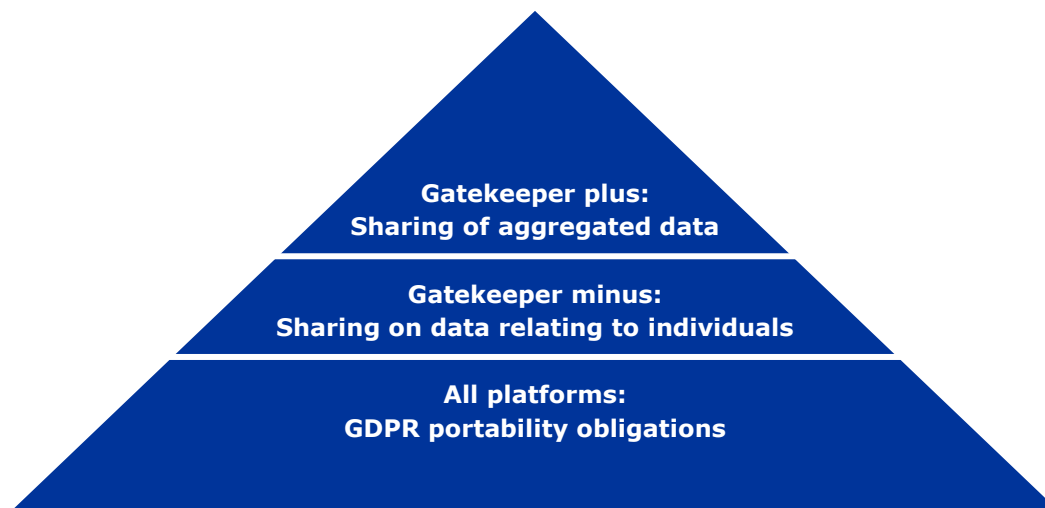 Gatekeeper plus:
Sharing of aggregated data
Gatekeeper minus:
Sharing on data relating to individuals
All platforms:
GDPR portability obligations